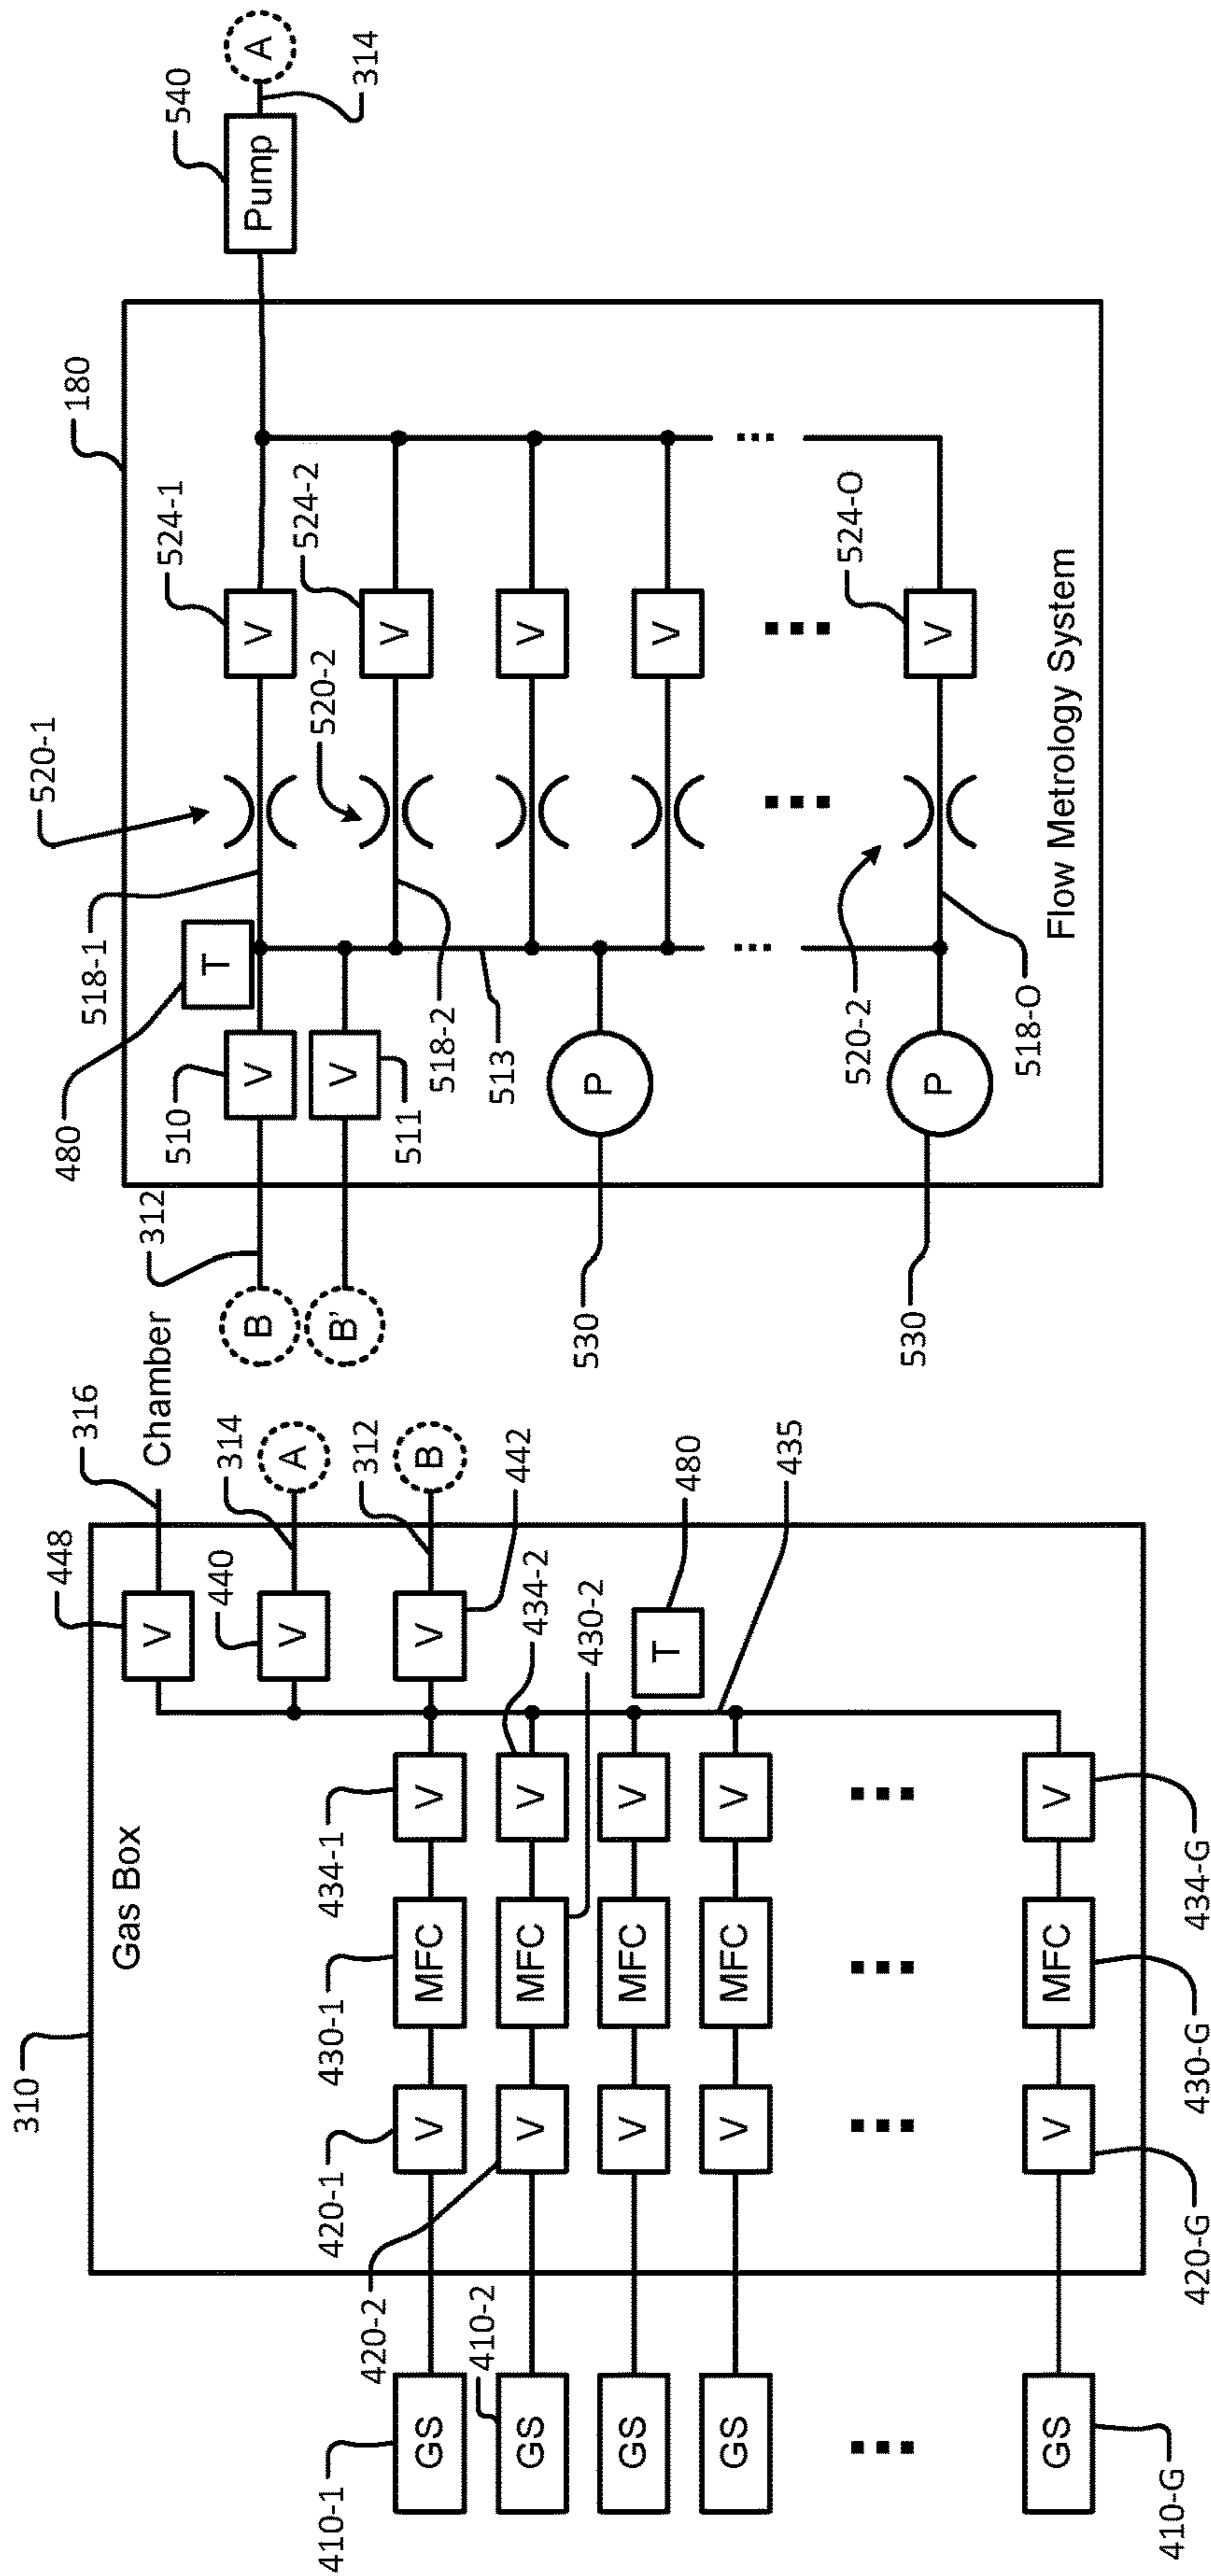 310
Gas Box
448
316
Chamber
V
440
314
V
A
442
312
V
B
410-1
420-1
430-1
434-1
GS
V
MFC
V
410-2
420-2
430-2
434-2
GS
V
MFC
V
480
T
GS
V
MFC
V
435
GS
V
MFC
V
410-G
420-G
430-G
434-G
GS
V
MFC
V
180
480
518-1
520-1
524-1
540
312
510
T
B
V
V
Pump
314
A
B'
V
511
518-2
520-2
524-2
V
513
V
V
P
530
520-2
524-O
V
P
530
518-O
Flow Metrology System